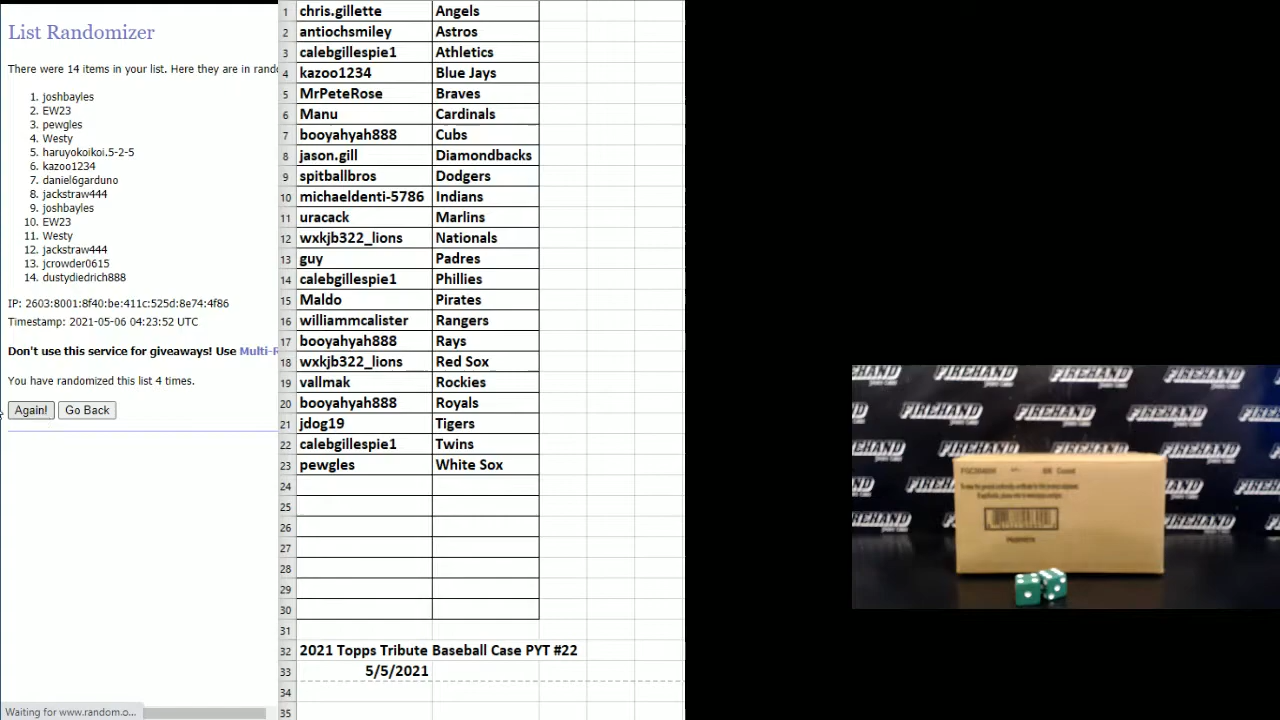 List Randomizer
There were 14 items in your list. Here they are in rando
1. joshbayles
2. EW23
3. pewgles
4. Westy
5. haruyokoikoi.5-2-5
6. kazoo1234
7. daniel6garduno
8. jackstraw444
9. joshbayles
10. EW23
11. Westy
12. jackstraw444
13. jcrowder0615
14. dustydiedrich888
IP: 2603:8001:8f40:be:411c:525d:8e74:4f86
Timestamp: 2021-05-06 04:23:52 UTC
Don't use this service for giveaways! Use Multi-R
You have randomized this list 4 times.
Again! Go Back
Waiting for www.random.o...
1 chris.gillette Angels
2 antiochsmiley Astros
3 calebgillespie1 Athletics
4 kazoo1234 Blue Jays
5 MrPeteRose Braves
6 Manu Cardinals
7 booyahyah888 Cubs
8 jason.gill Diamondbacks
9 spitballbros Dodgers
10 michaeldenti-5786 Indians
11 uracack Marlins
12 wxkjb322_lions Nationals
13 guy Padres
14 calebgillespie1 Phillies
15 Maldo Pirates
16 williammcalister Rangers
17 booyahyah888 Rays
18 wxkjb322_lions Red Sox
19 vallmak Rockies
20 booyahyah888 Royals
21 jdog19 Tigers
22 calebgillespie1 Twins
23 pewgles White Sox
24
25
26
27
28
29
30
31
32 2021 Topps Tribute Baseball Case PYT #22
33 5/5/2021
34
35
FIREHAND
FIREHAND
FIREHAND
FIREHAND
FIREHAND
FIREHAND
FIREHAND
FIREHAND